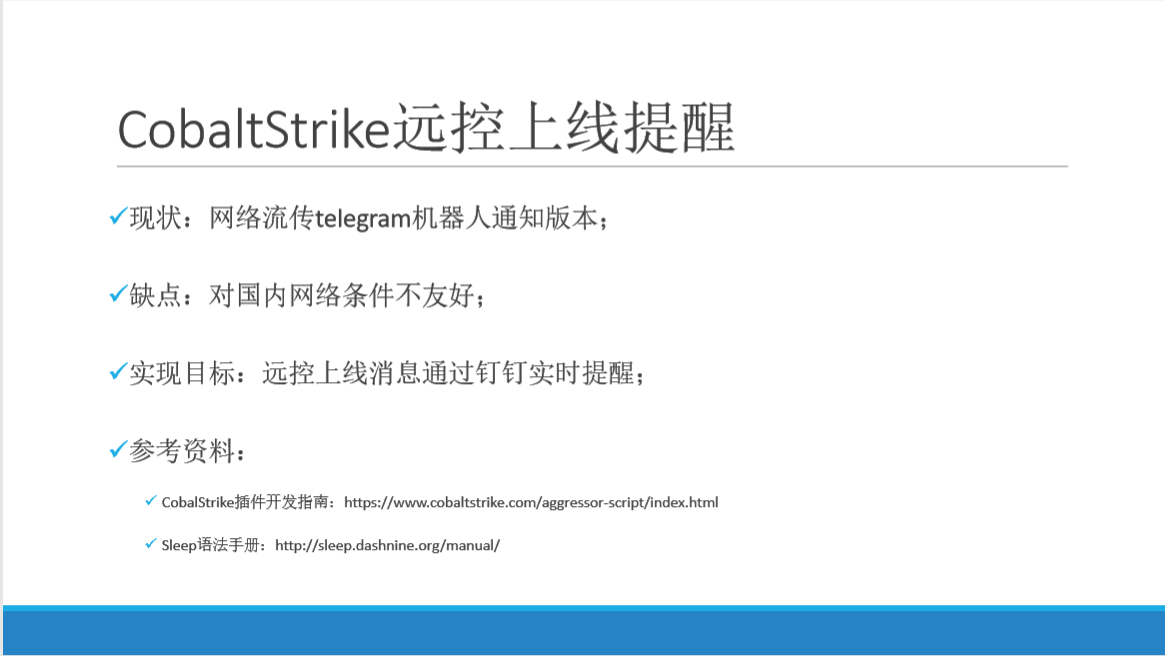 CobaltStrike远控上线提醒
✓现状：网络流传telegram机器人通知版本；
✓缺点：对国内网络条件不友好；
✓实现目标：远控上线消息通过钉钉实时提醒；
✓参考资料：
✓ CobalStrike插件开发指南：https://www.cobaltstrike.com/aggressor-script/index.html
✓ Sleep语法手册：http://sleep.dashnine.org/manual/